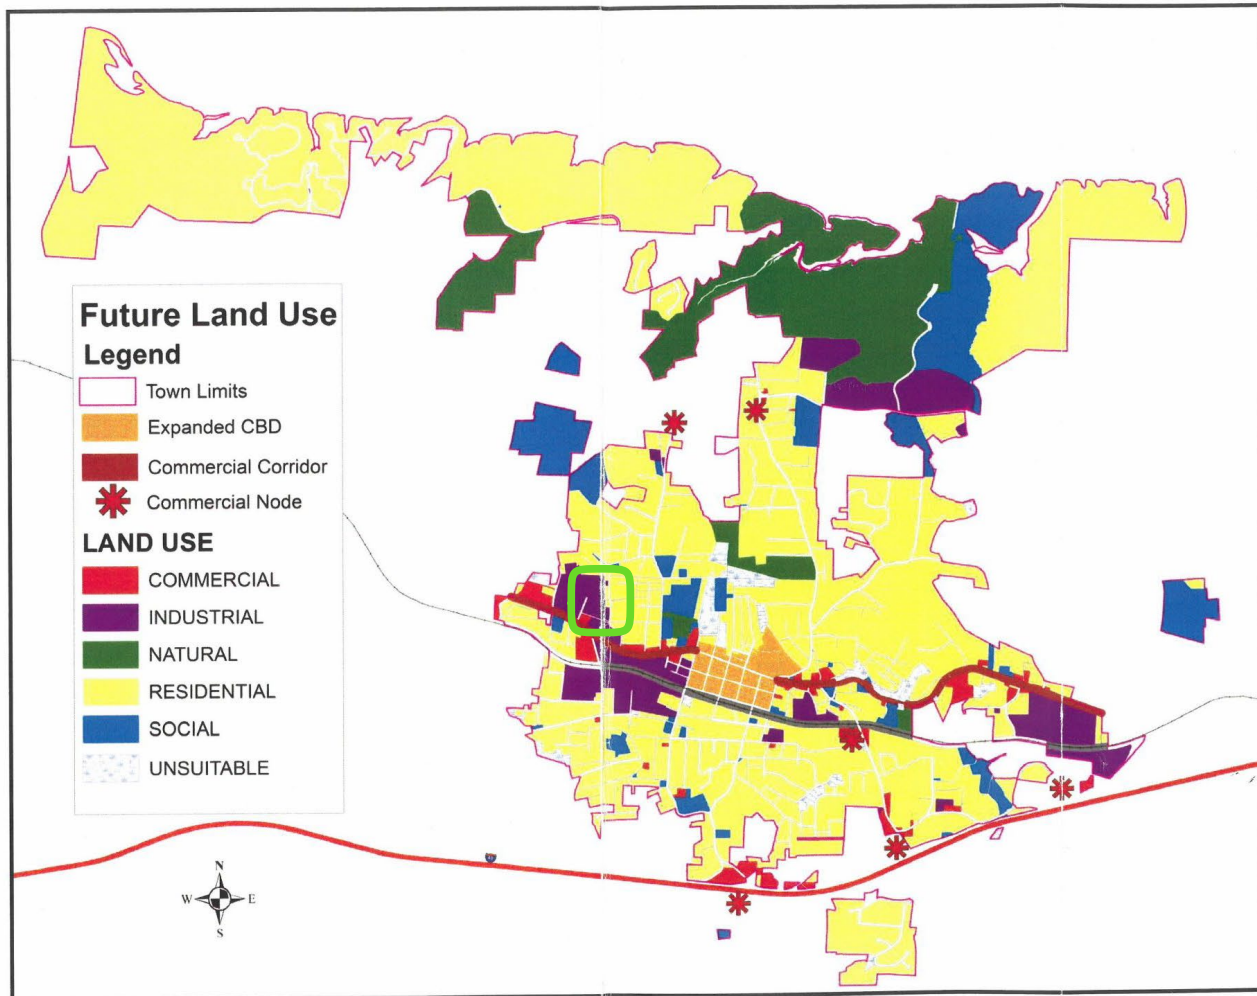 Future Land Use
Legend
Town Limits
Expanded CBD
Commercial Corridor
Commercial Node
LAND USE
COMMERCIAL
INDUSTRIAL
NATURAL
RESIDENTIAL
SOCIAL
UNSUITABLE
N
W E
S